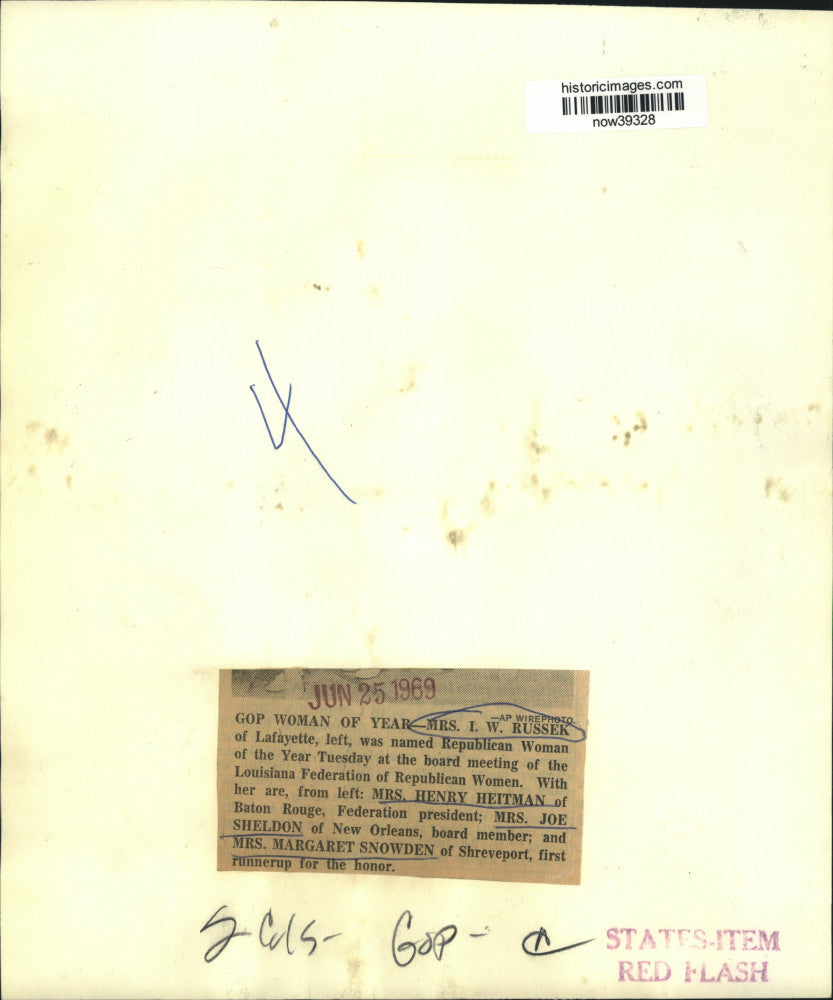 historicimages.com
now39328
JUN 25 1969
—AP WIREPHOTO.
GOP WOMAN OF YEAR—MRS. I. W. RUSSEK
of Lafayette, left, was named Republican Woman
of the Year Tuesday at the board meeting of the
Louisiana Federation of Republican Women. With
her are, from left: MRS. HENRY HEITMAN of
Baton Rouge, Federation president; MRS. JOE
SHELDON of New Orleans, board member; and
MRS. MARGARET SNOWDEN of Shreveport, first
runnerup for the honor.
2 Cols- GOP-
STATES-ITEM
RED FLASH